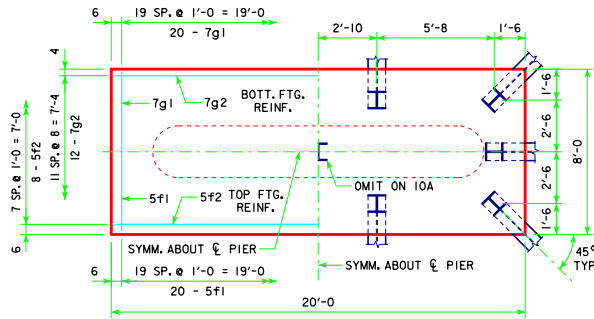 6 19 SP. @ 1'-0 = 19'-0
20 - 7g1
2'-10 5'-8 1'-6
4
7g1 7g2 BOTT. FTG.
REINF.
7 SP. @ 1'-0 = 7'-0
8 - 5f2
11 SP. @ 8 = 7'-4
12 - 7g2
1'-6
2'-6
8'-0
2'-6
1'-6
OMIT ON 10A
5f1 5f2 TOP FTG.
REINF.
6
SYMM. ABOUT ℄ PIER
SYMM. ABOUT ℄ PIER
45°
TYP
6 19 SP. @ 1'-0 = 19'-0
20 - 5f1
20'-0